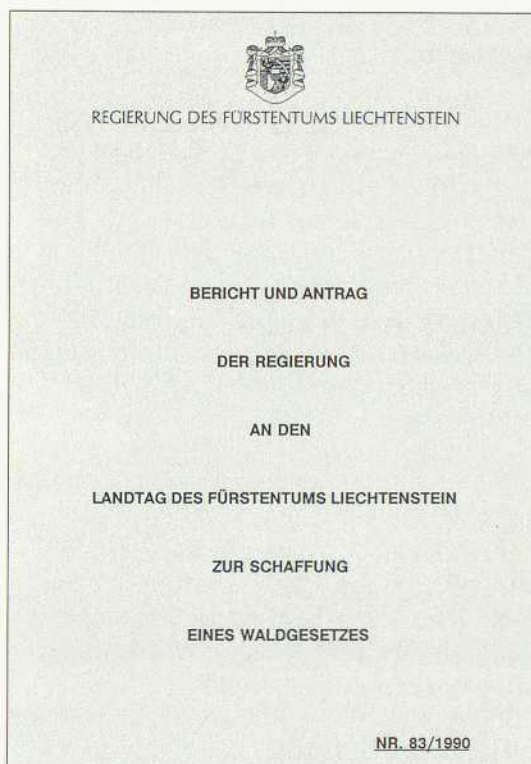 REGIERUNG DES FÜRSTENTUMS LIECHTENSTEIN
BERICHT UND ANTRAG
DER REGIERUNG
AN DEN
LANDTAG DES FÜRSTENTUMS LIECHTENSTEIN
ZUR SCHAFFUNG
EINES WALDGESETZES
NR. 83/1990